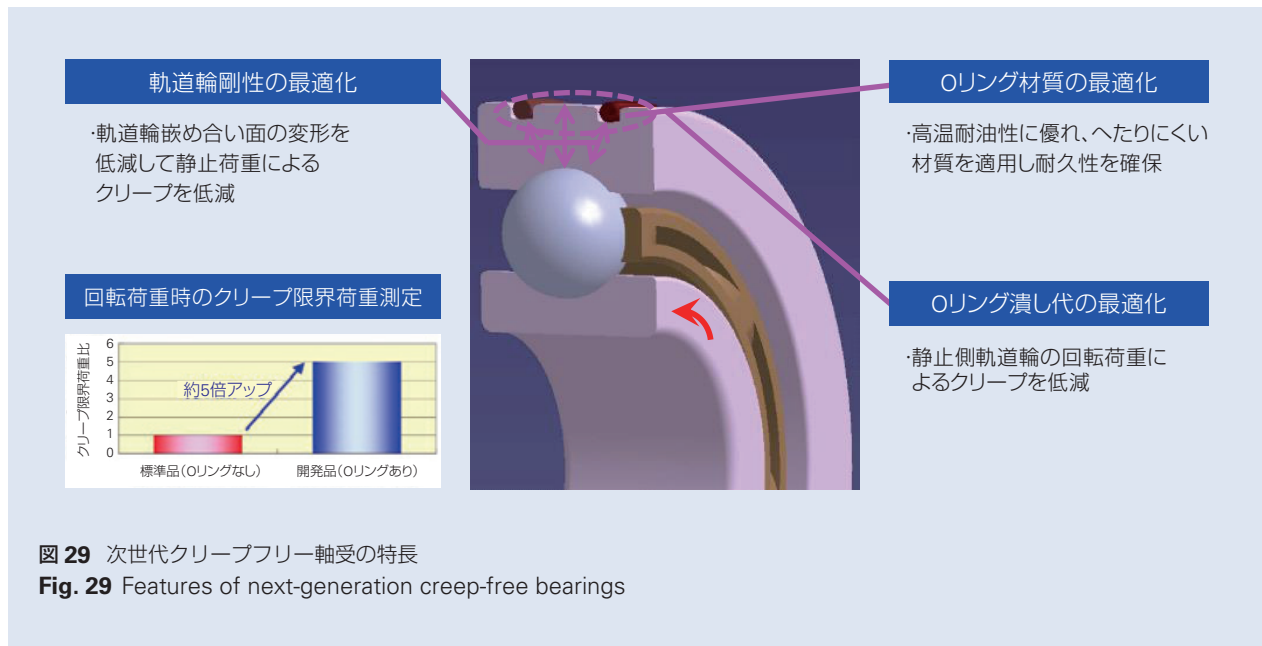 軌道輪剛性の最適化
·軌道輪嵌め合い面の変形を
低減して静止荷重による
クリープを低減
Oリング材質の最適化
·高温耐油性に優れ、へたりにくい
材質を適用し耐久性を確保
回転荷重時のクリープ限界荷重測定
クリープ限界荷重比
6
5
4
3
2
1
0
約5倍アップ
標準品(Oリングなし)
開発品(Oリングあり)
Oリング潰し代の最適化
·静止側軌道輪の回転荷重に
よるクリープを低減
図 29 次世代クリープフリー軸受の特長
Fig. 29 Features of next-generation creep-free bearings